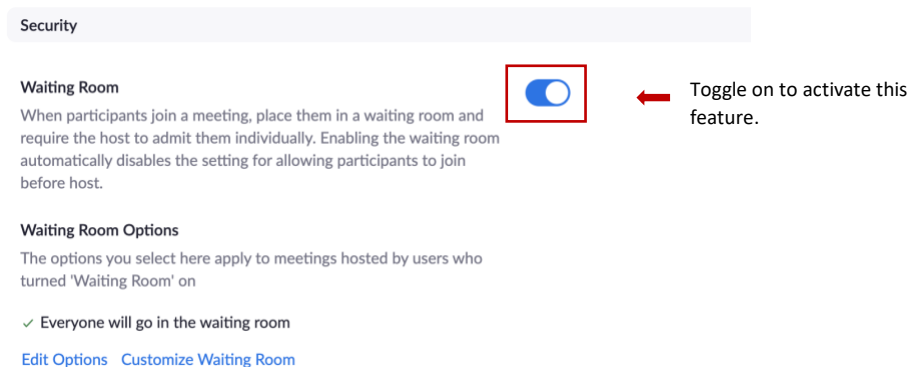 Security
Waiting Room
When participants join a meeting, place them in a waiting room and
require the host to admit them individually. Enabling the waiting room
automatically disables the setting for allowing participants to join
before host.
Toggle on to activate this
feature.
Waiting Room Options
The options you select here apply to meetings hosted by users who
turned 'Waiting Room' on
Everyone will go in the waiting room
Edit Options Customize Waiting Room